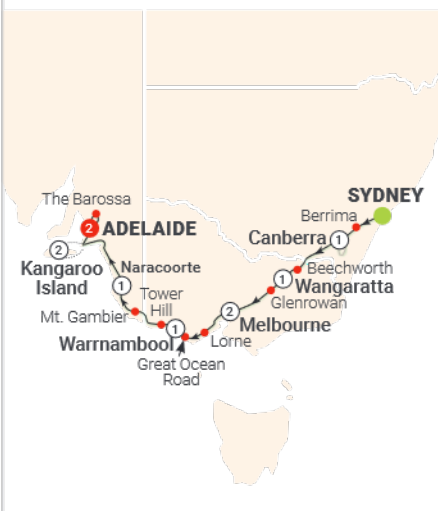 The Barossa
SYDNEY
Berrima
2
ADELAIDE
Canberra
1
2
Kangaroo
Island
Naracoorte
Beechworth
1
Wangaratta
1
Tower
Hill
Glenrowan
Mt. Gambier
2
Melbourne
1
Warrnambool
Lorne
Great Ocean
Road